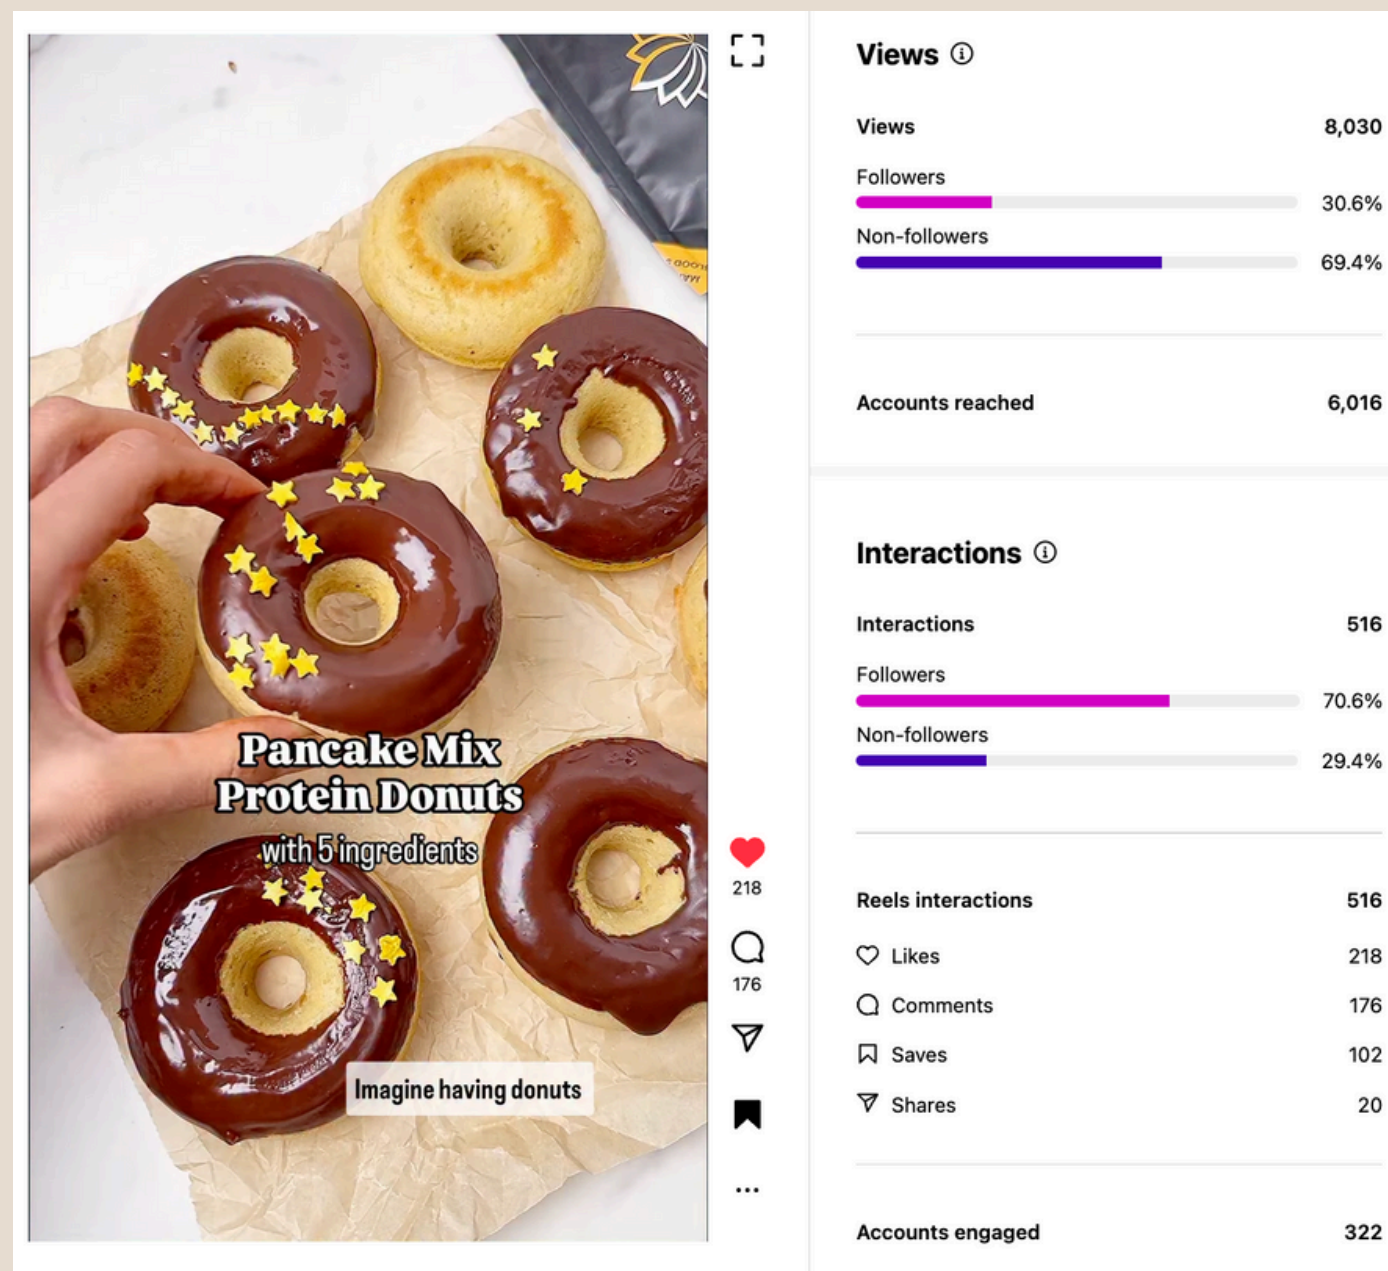 Pancake Mix
Protein Donuts
with 5 ingredients
Imagine having donuts
218
176
Views
Views 8,030
Followers
30.6%
Non-followers
69.4%
Accounts reached 6,016
Interactions
Interactions 516
Followers
70.6%
Non-followers
29.4%
Reels interactions 516
Likes 218
Comments 176
Saves 102
Shares 20
Accounts engaged 322